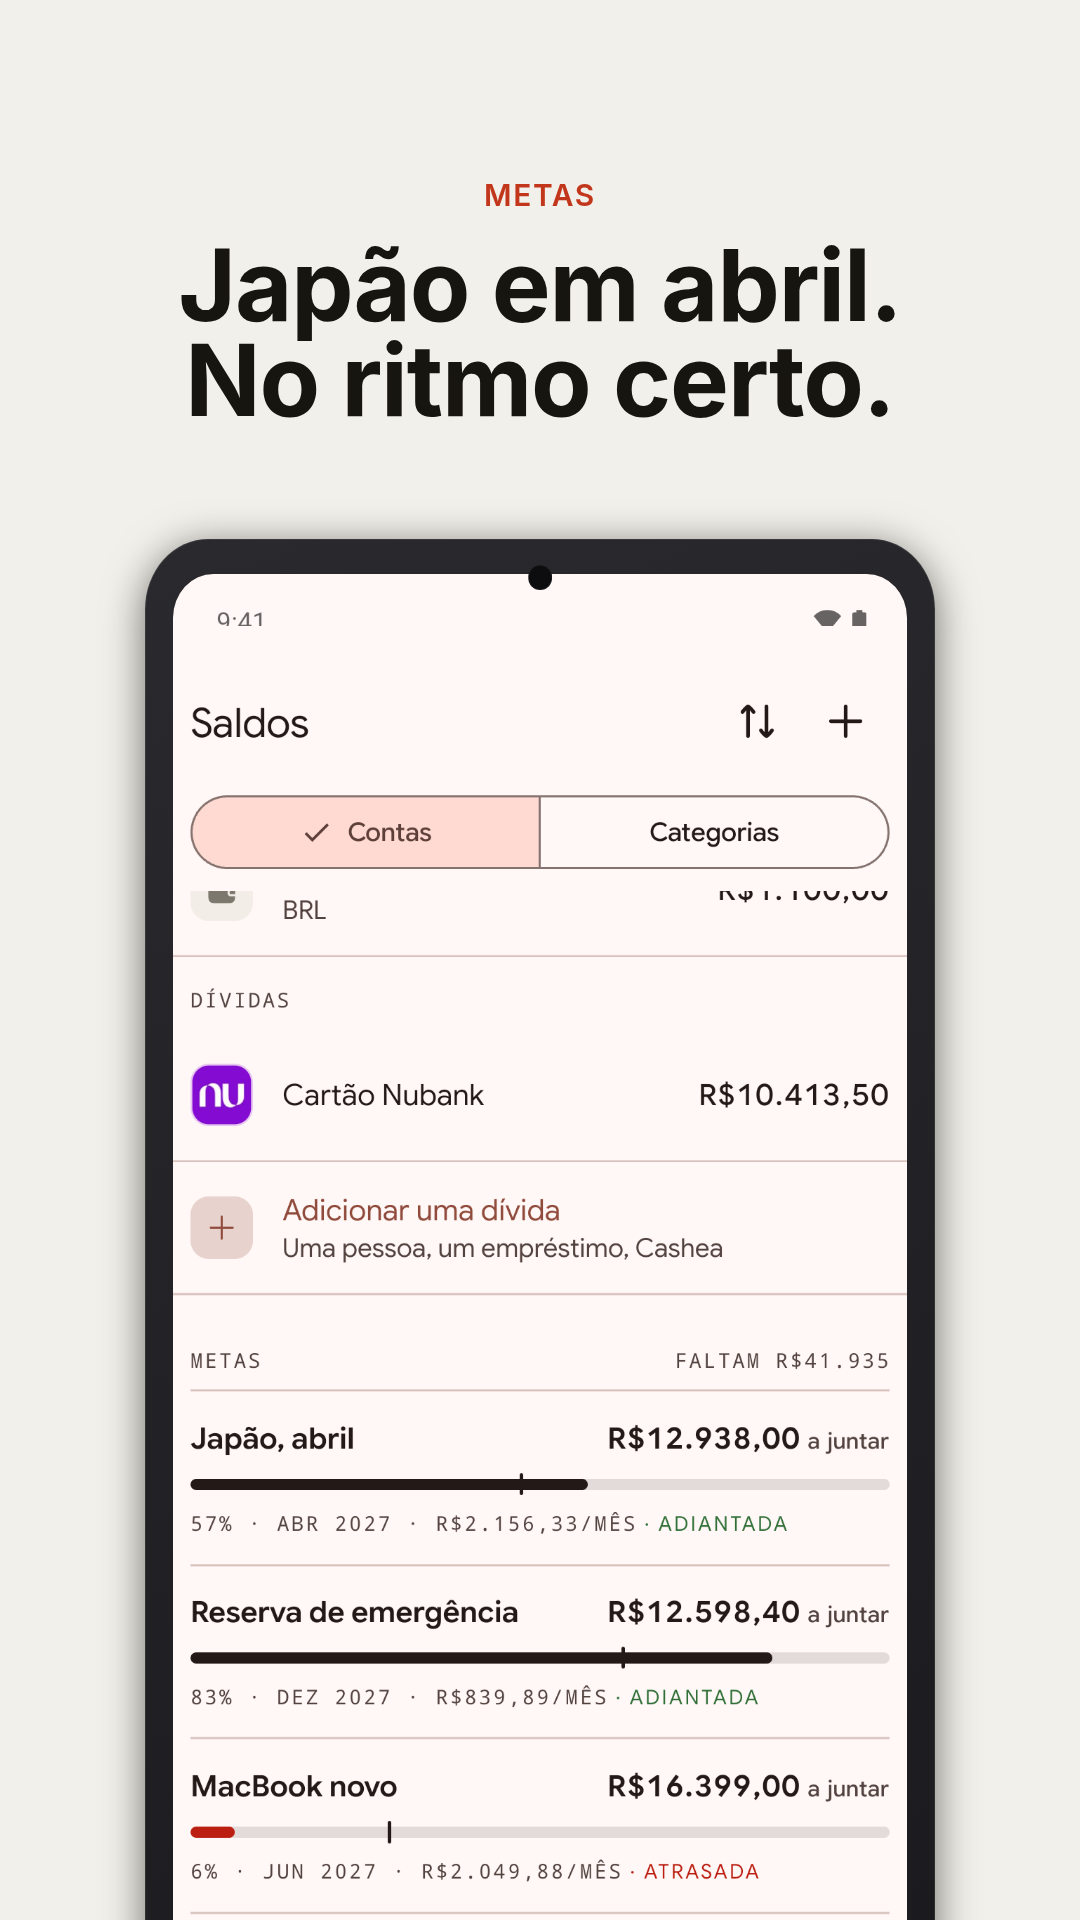 METAS
Japão em abril.
No ritmo certo.
9:41
Saldos
Contas
Categorias
BRL
R$1.100,00
DÍVIDAS
nu
Cartão Nubank
R$10.413,50
Adicionar uma dívida
Uma pessoa, um empréstimo, Cashea
METAS
FALTAM R$41.935
Japão, abril
R$12.938,00 a juntar
57% · ABR 2027 · R$2.156,33/MÊS · ADIANTADA
Reserva de emergência
R$12.598,40 a juntar
83% · DEZ 2027 · R$839,89/MÊS · ADIANTADA
MacBook novo
R$16.399,00 a juntar
6% · JUN 2027 · R$2.049,88/MÊS · ATRASADA